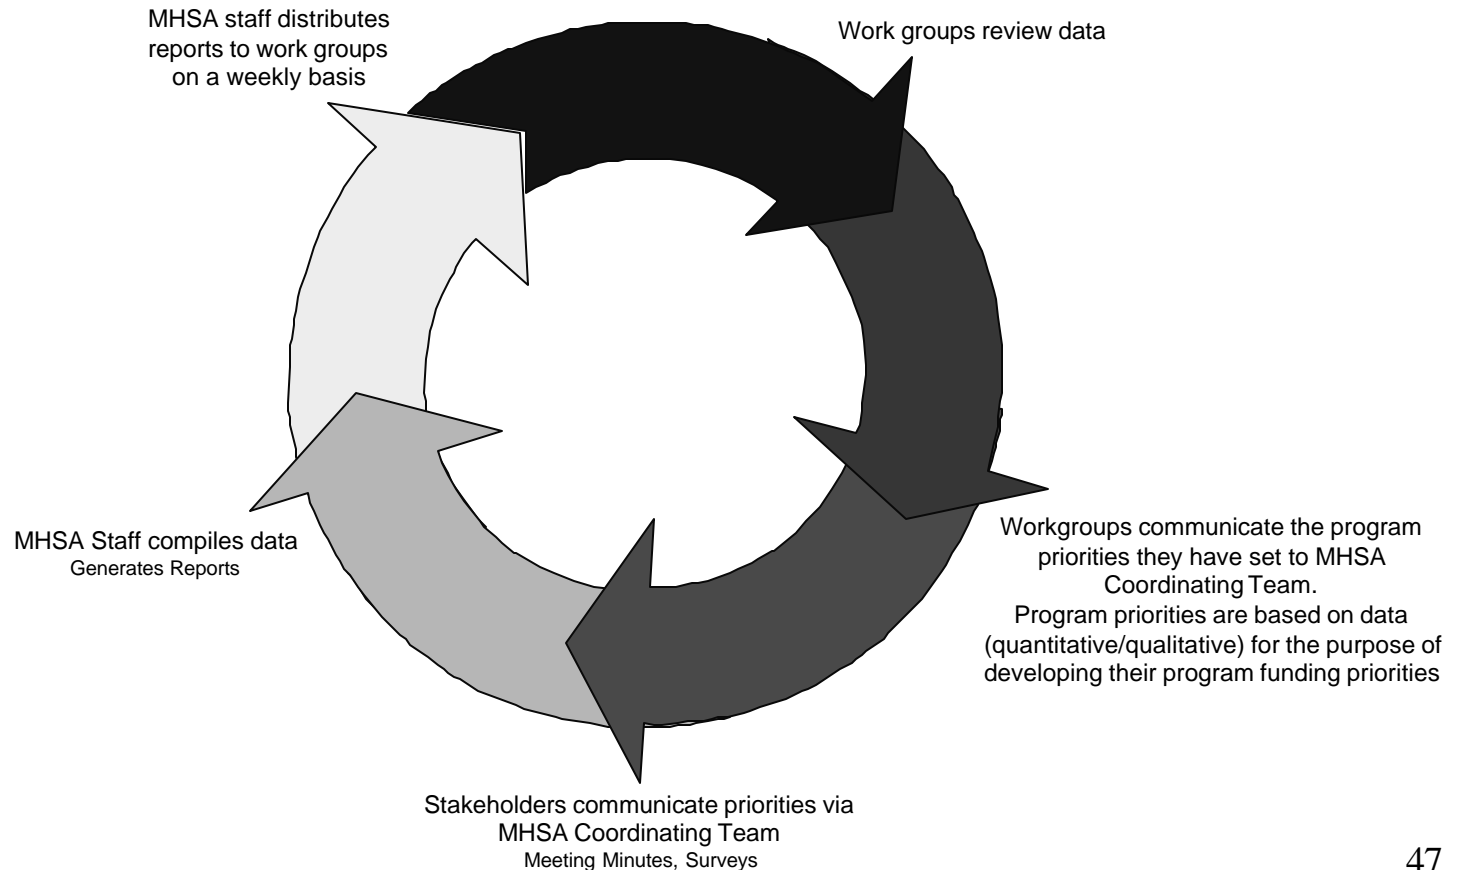 MHSA staff distributes
reports to work groups
on a weekly basis
Work groups review data
Workgroups communicate the program
priorities they have set to MHSA
Coordinating Team.
Program priorities are based on data
(quantitative/qualitative) for the purpose of
developing their program funding priorities
MHSA Staff compiles data
Generates Reports
Stakeholders communicate priorities via
MHSA Coordinating Team
Meeting Minutes, Surveys
47